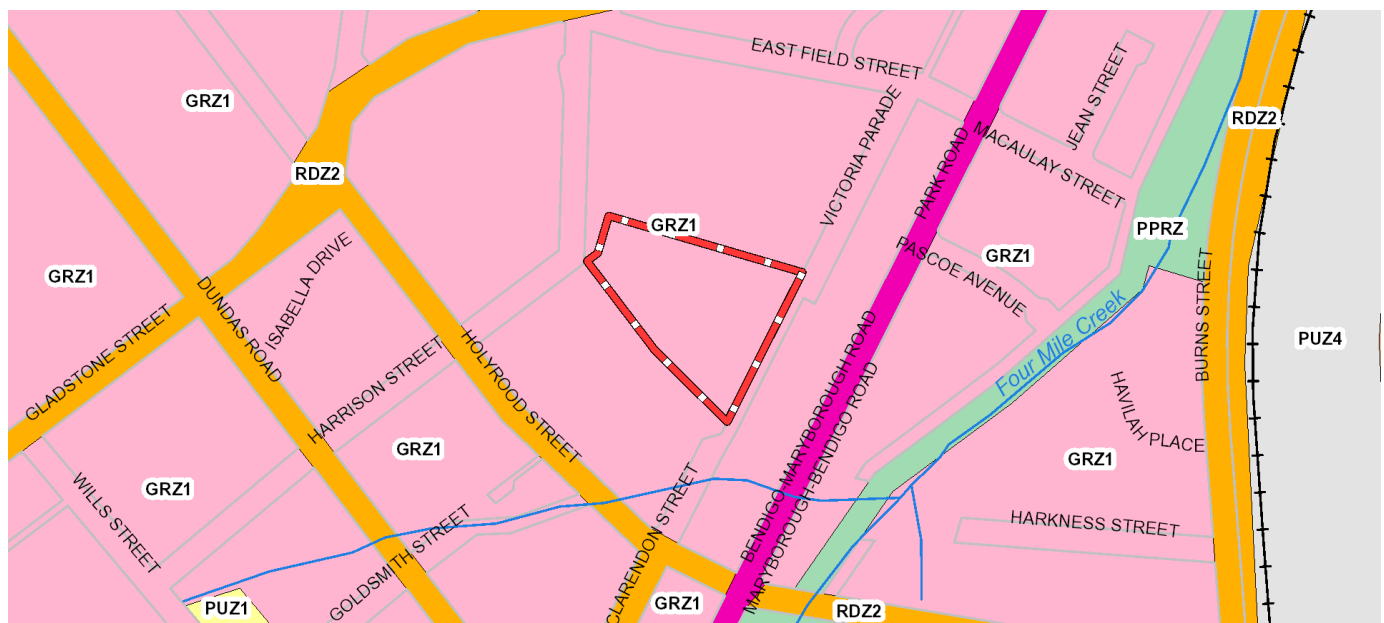 EAST FIELD STREET
JEAN STREET
GRZ1
VICTORIA PARADE
RDZ2
MACAULAY STREET
PARK ROAD
RDZ2
GRZ1
PPRZ
PASCOE AVENUE
GRZ1
GRZ1
ISABELLA DRIVE
DUNDAS ROAD
BURNS STREET
Four Mile Creek
PUZ4
GLADSTONE STREET
HARRISON STREET
HOLYROOD STREET
BENDIGO-MARYBOROUGH ROAD
MARYBOROUGH-BENDIGO ROAD
HAVILAH PLACE
GRZ1
GRZ1
GRZ1
WILLS STREET
GOLDSMITH STREET
CLARENDON STREET
HARKNESS STREET
PUZ1
GRZ1
RDZ2